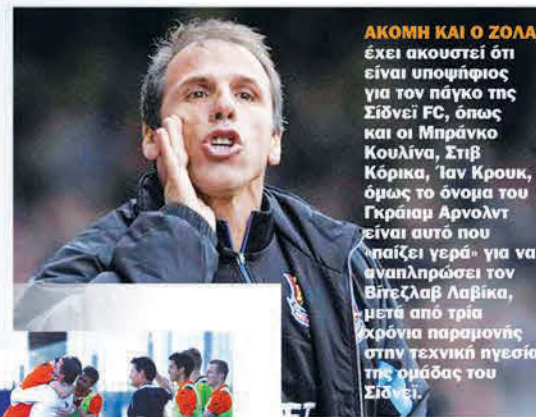 ΑΚΟΜΗ ΚΑΙ Ο ΖΟΛΑ
έχει ακουστεί ότι
είναι υποψήφιος
για τον πάγκο της
Σίδνεϊ FC, όπως
και οι Μπράνκο
Κουλίνα, Στιβ
Κόρικα, Ίαν Κρουκ,
όμως το όνομα του
Γκράιαμ Αρνολντ
είναι αυτό που
«παίζει γερά» για να
αναπληρώσει τον
Βίτεζλαβ Λαβίκα,
μετά από τρία
χρόνια παραμονής
στην τεχνική ηγεσία
της ομάδας του
Σίδνεϊ.